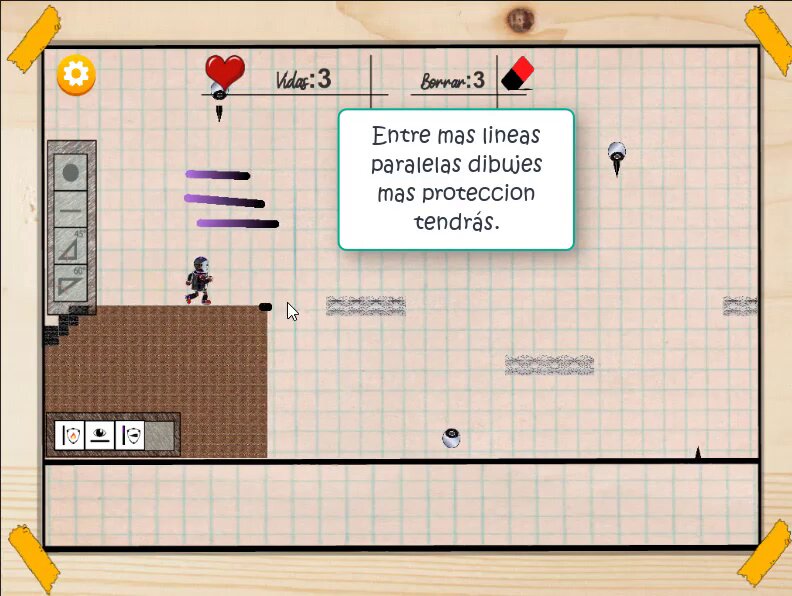 Vidas:3
Borrar:3
Entre mas lineas
paralelas dibujes
mas proteccion
tendrás.
45°
60°